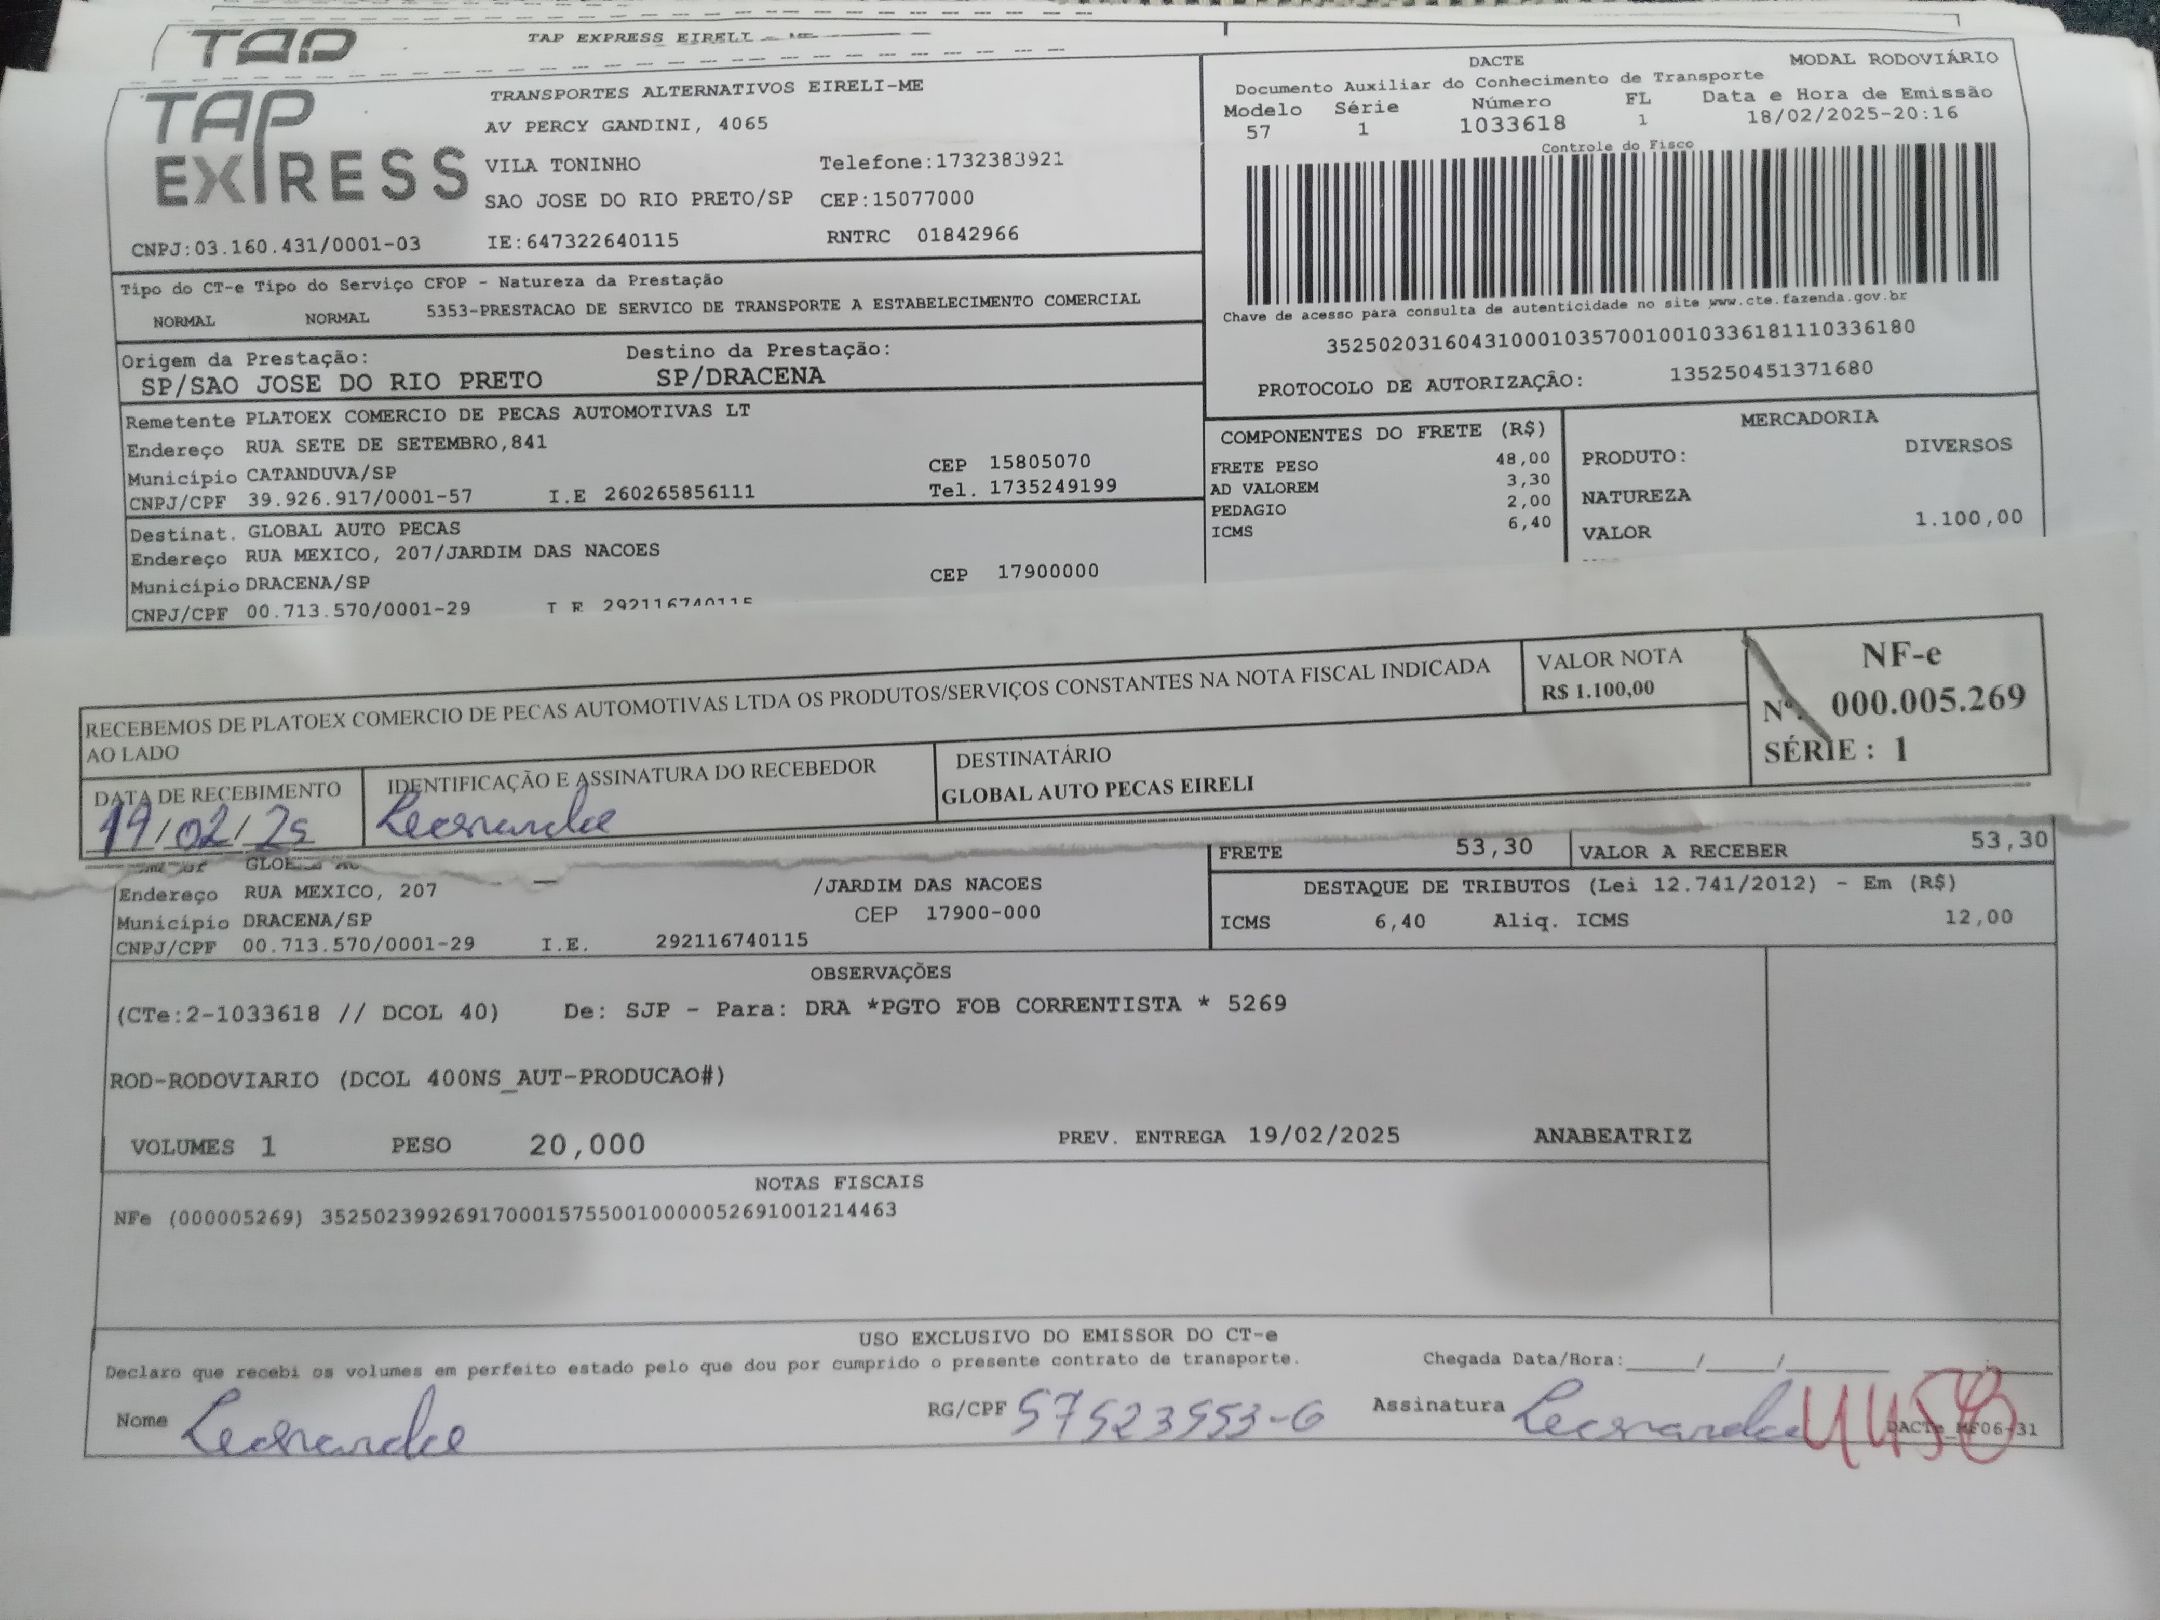 TAP
TAP EXPRESS EIRELI - ME
TAP EXPRESS
TRANSPORTES ALTERNATIVOS EIRELI-ME
AV PERCY GANDINI, 4065
VILA TONINHO Telefone:1732383921
SAO JOSE DO RIO PRETO/SP CEP:15077000
CNPJ:03.160.431/0001-03 IE:647322640115 RNTRC 01842966
DACTE MODAL RODOVIÁRIO
Documento Auxiliar do Conhecimento de Transporte
Modelo Série Número FL Data e Hora de Emissão
57 1 1033618 1 18/02/2025-20:16
Controle do Fisco
Chave de acesso para consulta de autenticidade no site www.cte.fazenda.gov.br
35250203160431000103570010010336181110336180
PROTOCOLO DE AUTORIZAÇÃO: 135250451371680
Tipo do CT-e Tipo do Serviço CFOP - Natureza da Prestação
NORMAL NORMAL 5353-PRESTACAO DE SERVICO DE TRANSPORTE A ESTABELECIMENTO COMERCIAL
Origem da Prestação: Destino da Prestação:
SP/SAO JOSE DO RIO PRETO SP/DRACENA
Remetente PLATOEX COMERCIO DE PECAS AUTOMOTIVAS LT
Endereço RUA SETE DE SETEMBRO,841
Município CATANDUVA/SP CEP 15805070
CNPJ/CPF 39.926.917/0001-57 I.E 260265856111 Tel. 1735249199
Destinat. GLOBAL AUTO PECAS
Endereço RUA MEXICO, 207/JARDIM DAS NACOES
Município DRACENA/SP CEP 17900000
CNPJ/CPF 00.713.570/0001-29 I E 292116740115
COMPONENTES DO FRETE (R$)
FRETE PESO 48,00
AD VALOREM 3,30
PEDAGIO 2,00
ICMS 6,40
MERCADORIA
PRODUTO: DIVERSOS
NATUREZA
VALOR 1.100,00
RECEBEMOS DE PLATOEX COMERCIO DE PECAS AUTOMOTIVAS LTDA OS PRODUTOS/SERVIÇOS CONSTANTES NA NOTA FISCAL INDICADA
AO LADO
VALOR NOTA
R$ 1.100,00
NF-e
Nº. 000.005.269
SÉRIE : 1
DATA DE RECEBIMENTO
19/02/25
IDENTIFICAÇÃO E ASSINATURA DO RECEBEDOR
Leonardo
DESTINATÁRIO
GLOBAL AUTO PECAS EIRELI
FRETE 53,30 VALOR A RECEBER 53,30
Endereço RUA MEXICO, 207 /JARDIM DAS NACOES
Município DRACENA/SP CEP 17900-000
CNPJ/CPF 00.713.570/0001-29 I.E. 292116740115
DESTAQUE DE TRIBUTOS (Lei 12.741/2012) - Em (R$)
ICMS 6,40 Aliq. ICMS 12,00
OBSERVAÇÕES
(CTe:2-1033618 // DCOL 40) De: SJP - Para: DRA *PGTO FOB CORRENTISTA * 5269
ROD-RODOVIARIO (DCOL 400NS_AUT-PRODUCAO#)
VOLUMES 1 PESO 20,000 PREV. ENTREGA 19/02/2025 ANABEATRIZ
NOTAS FISCAIS
NFe (000005269) 35250239926917000157550010000052691001214463
USO EXCLUSIVO DO EMISSOR DO CT-e
Declaro que recebi os volumes em perfeito estado pelo que dou por cumprido o presente contrato de transporte. Chegada Data/Hora:____/____/____
Nome Leonardo RG/CPF 57523553-6 Assinatura Leonardo
DACTe_MF06-31